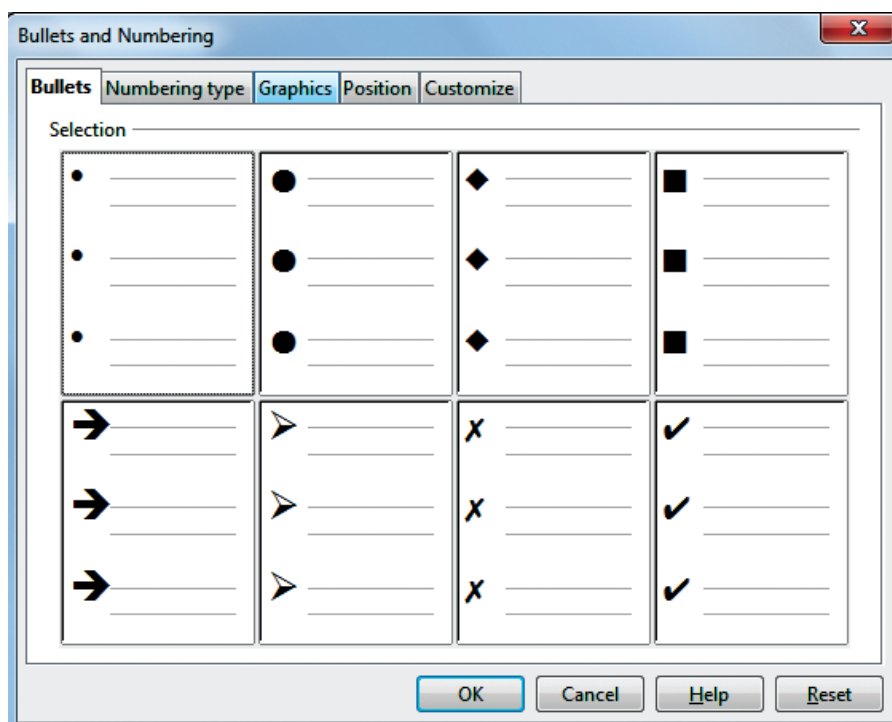 Bullets and Numbering
Bullets Numbering type Graphics Position Customize
Selection
OK Cancel Help Reset